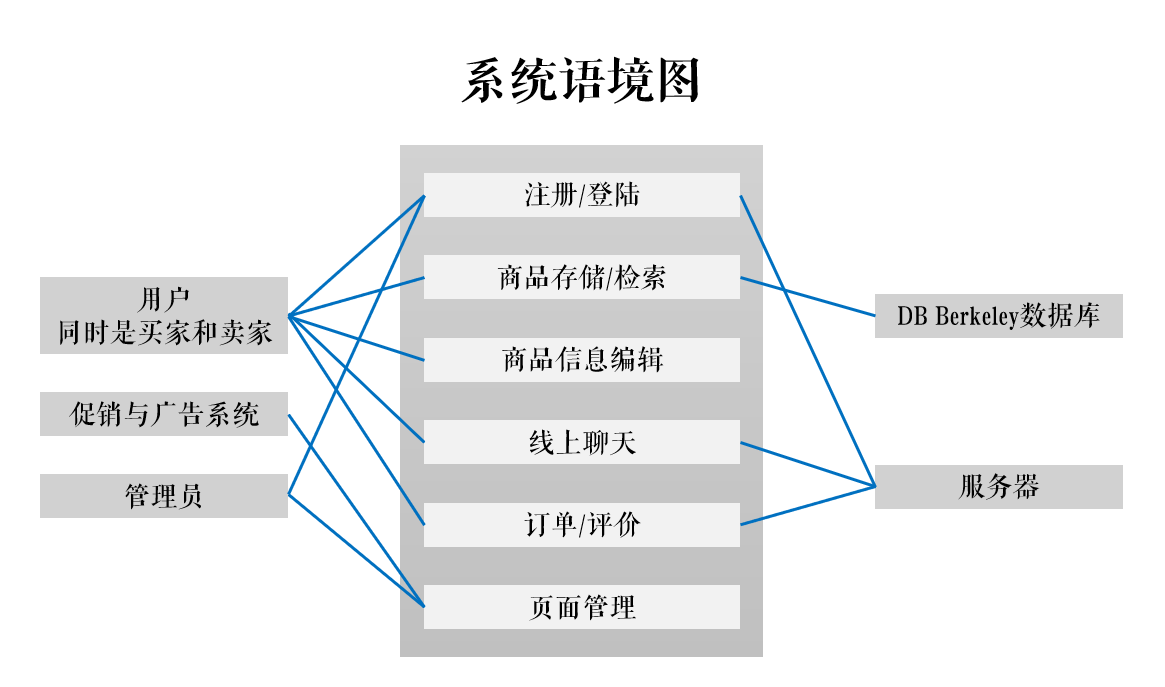 系统语境图
注册/登陆
商品存储/检索
商品信息编辑
线上聊天
订单/评价
页面管理
用户
同时是买家和卖家
促销与广告系统
管理员
DB Berkeley数据库
服务器